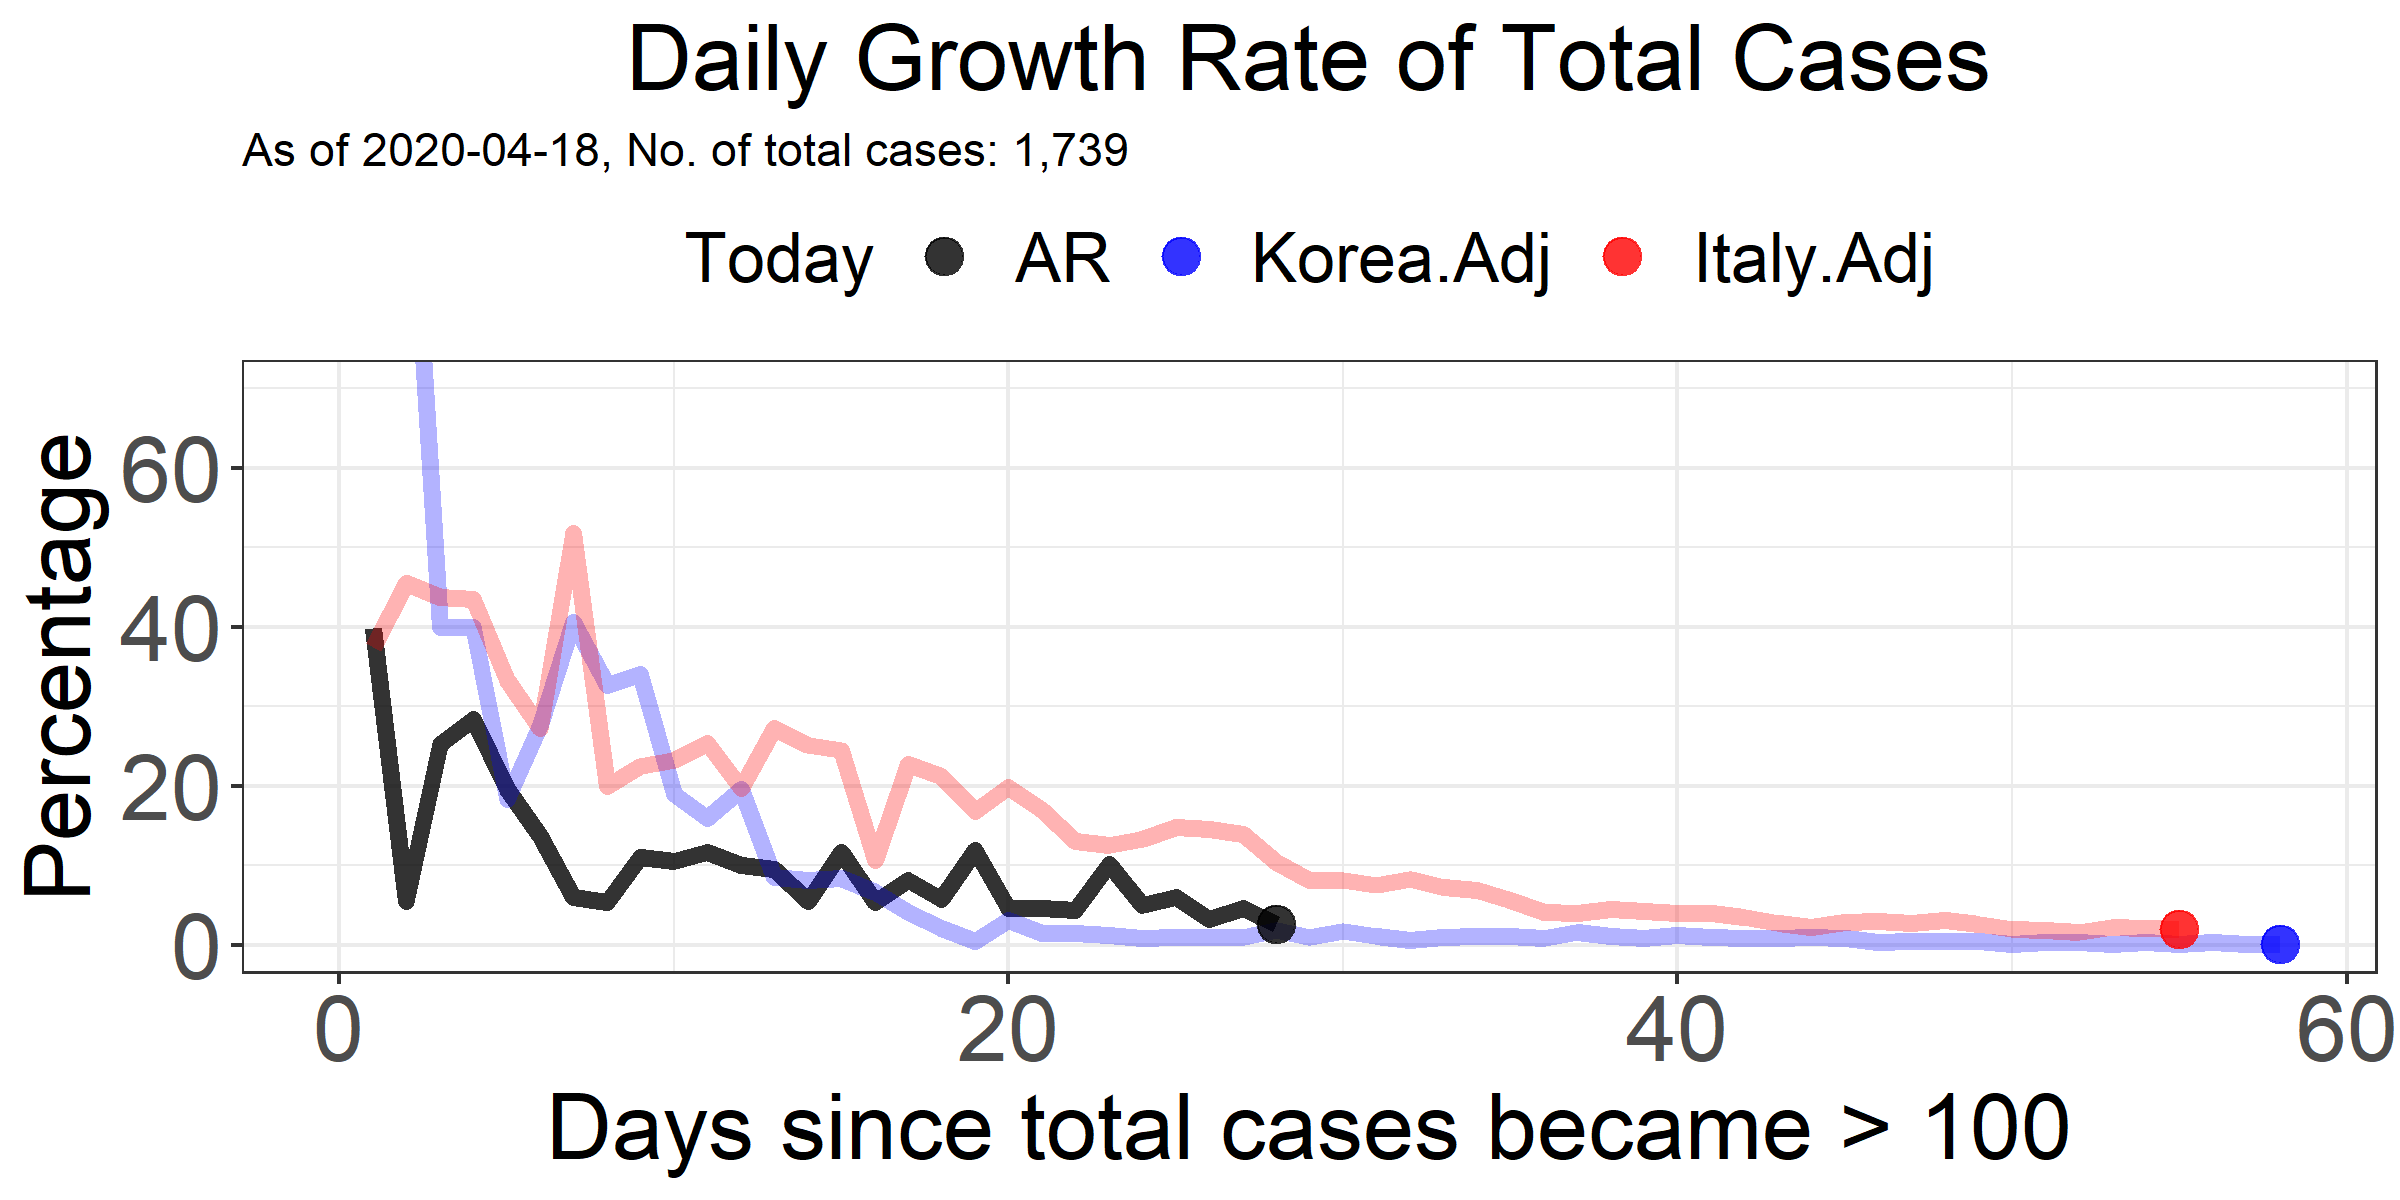 Daily Growth Rate of Total Cases
As of 2020-04-18, No. of total cases: 1,739
Today AR Korea.Adj Italy.Adj
Percentage
60
40
20
0
0 20 40 60
Days since total cases became > 100